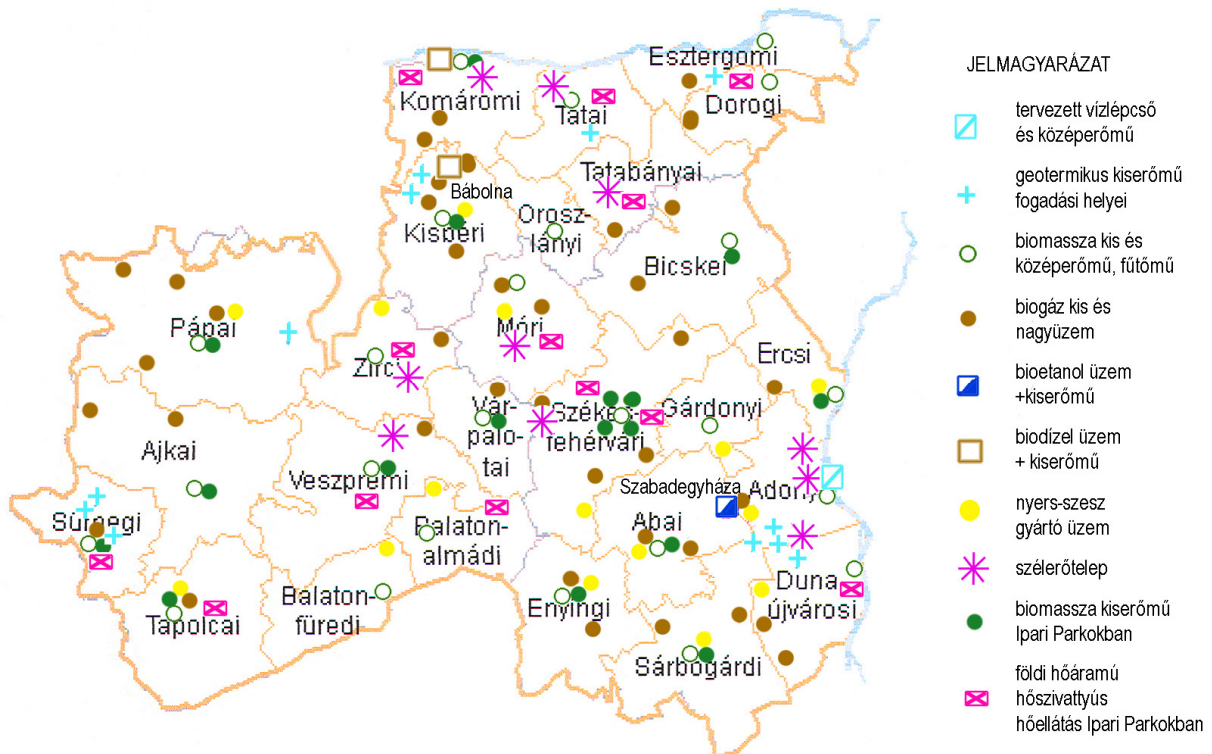 Esztergomi
Dorogi
Komáromi
Tatai
Tatabányai
Bábolna
Kisbéri
Orosz-
lányi
Bicskei
Pápai
Móri
Zirci
Ercsi
Vár-
palo-
tai
Székes-
fehérvári
Gárdonyi
Ajkai
Veszprémi
Szabadegyháza
Adonyi
Sümegi
Balaton-
almádi
Abai
Duna
újvárosi
Balaton-
füredi
Enyingi
Tapolcai
Sárbogárdi
JELMAGYARÁZAT
tervezett vízlépcső
és középerőmű
geotermikus kiserőmű
fogadási helyei
biomassza kis és
középerőmű, fűtőmű
biogáz kis és
nagyüzem
bioetanol üzem
+kiserőmű
biodízel üzem
+ kiserőmű
nyers-szesz
gyártó üzem
szélerőtelep
biomassza kiserőmű
Ipari Parkokban
földi hőáramú
hőszivattyús
hőellátás Ipari Parkokban